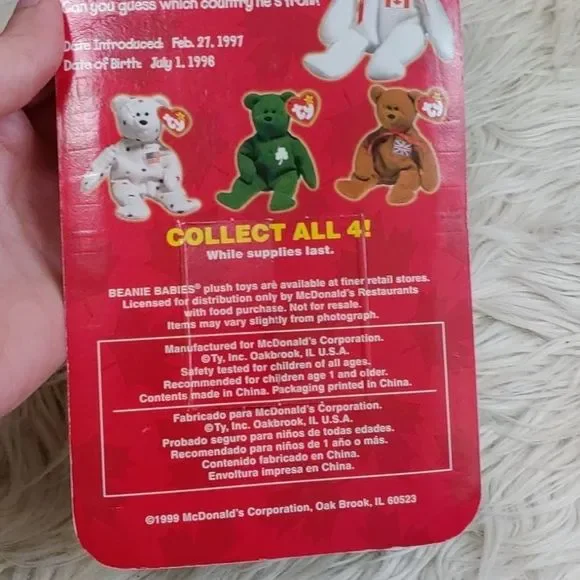 Can you guess which country he's from?
Date Introduced: Feb. 27, 1997
Date of Birth: July 1, 1996
ty
ty
ty
COLLECT ALL 4!
While supplies last.
BEANIE BABIES® plush toys are available at finer retail stores.
Licensed for distribution only by McDonald's Restaurants
with food purchase. Not for resale.
Items may vary slightly from photograph.
Manufactured for McDonald's Corporation.
©Ty, Inc. Oakbrook, IL U.S.A.
Safety tested for children of all ages.
Recommended for children age 1 and older.
Contents made in China. Packaging printed in China.
Fabricado para McDonald's Corporation.
©Ty, Inc. Oakbrook, IL U.S.A.
Probado seguro para niños de todas edades.
Recomendado para niños de 1 año o más.
Contenido fabricado en China.
Envoltura impresa en China.
©1999 McDonald's Corporation, Oak Brook, IL 60523